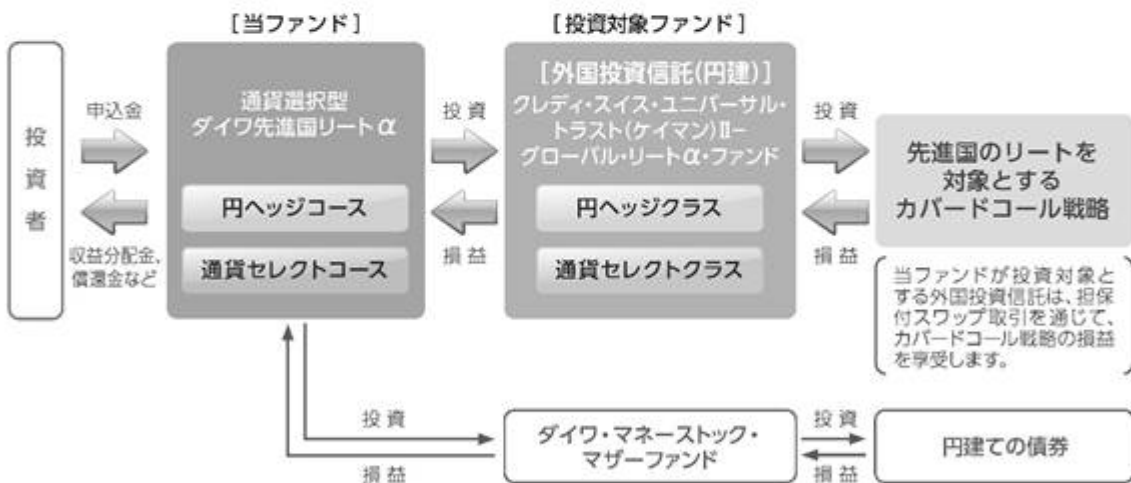 [当ファンド]
[投資対象ファンド]
投資者
申込金
収益分配金、
償還金など
通貨選択型
ダイワ先進国リートα
円ヘッジコース
通貨セレクトコース
投資
損益
[外国投資信託(円建)]
クレディ・スイス・ユニバーサル・
トラスト(ケイマン)Ⅱ－
グローバル・リートα・ファンド
円ヘッジクラス
通貨セレクトクラス
投資
損益
先進国のリートを
対象とする
カバードコール戦略
当ファンドが投資対象と
する外国投資信託は、担保
付スワップ取引を通じて、
カバードコール戦略の損益
を享受します。
投資
損益
ダイワ・マネーストック・
マザーファンド
投資
損益
円建ての債券